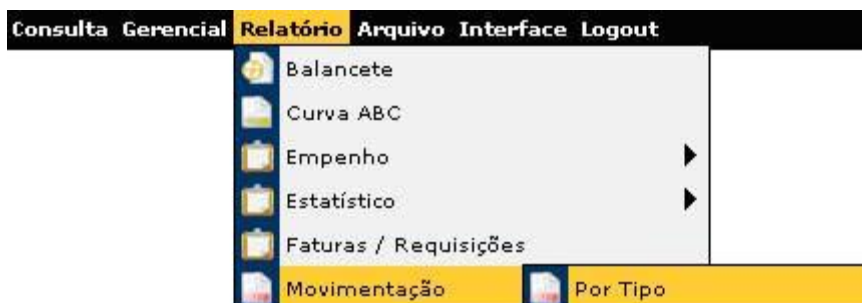 Consulta Gerencial Relatório Arquivo Interface Logout
Balancete
Curva ABC
Empenho
Estatístico
Faturas / Requisições
Movimentação Por Tipo